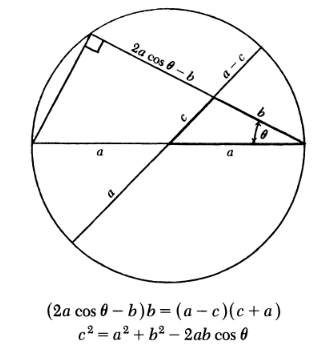 2a cos θ – b
a – c
c
b
θ
a
a
a
(2a cos θ – b)b = (a – c)(c + a)
c² = a² + b² – 2ab cos θ